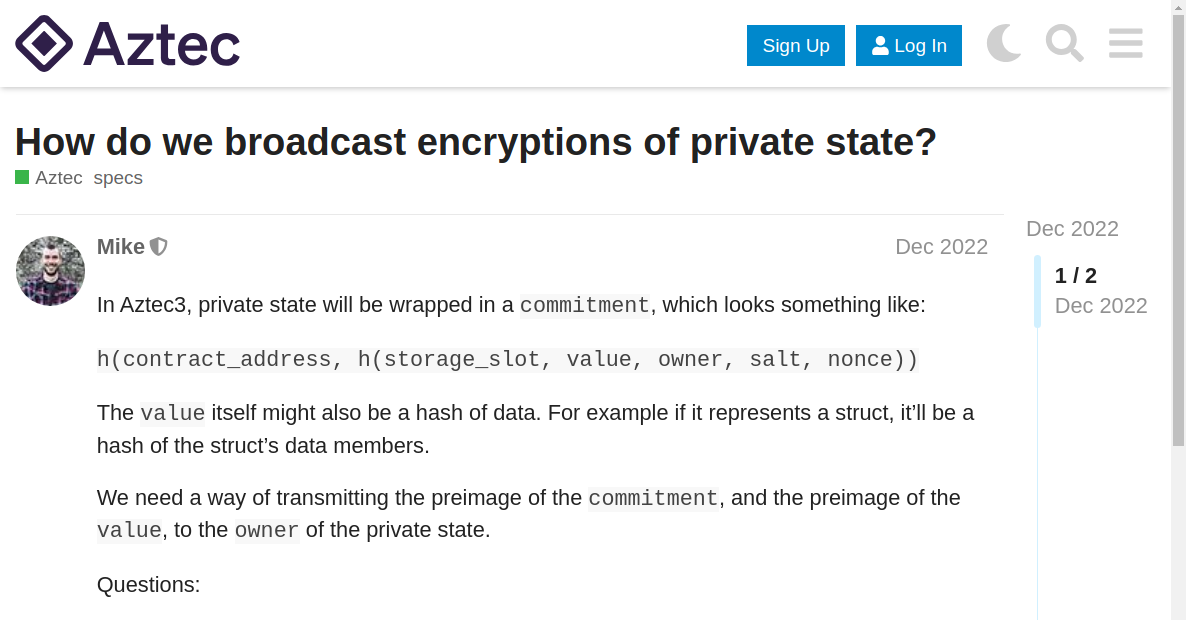 Aztec
Sign Up
Log In
How do we broadcast encryptions of private state?
Aztec specs
Mike
Dec 2022
Dec 2022
1 / 2
Dec 2022
In Aztec3, private state will be wrapped in a commitment, which looks something like:
h(contract_address, h(storage_slot, value, owner, salt, nonce))
The value itself might also be a hash of data. For example if it represents a struct, it’ll be a
hash of the struct’s data members.
We need a way of transmitting the preimage of the commitment, and the preimage of the
value, to the owner of the private state.
Questions: